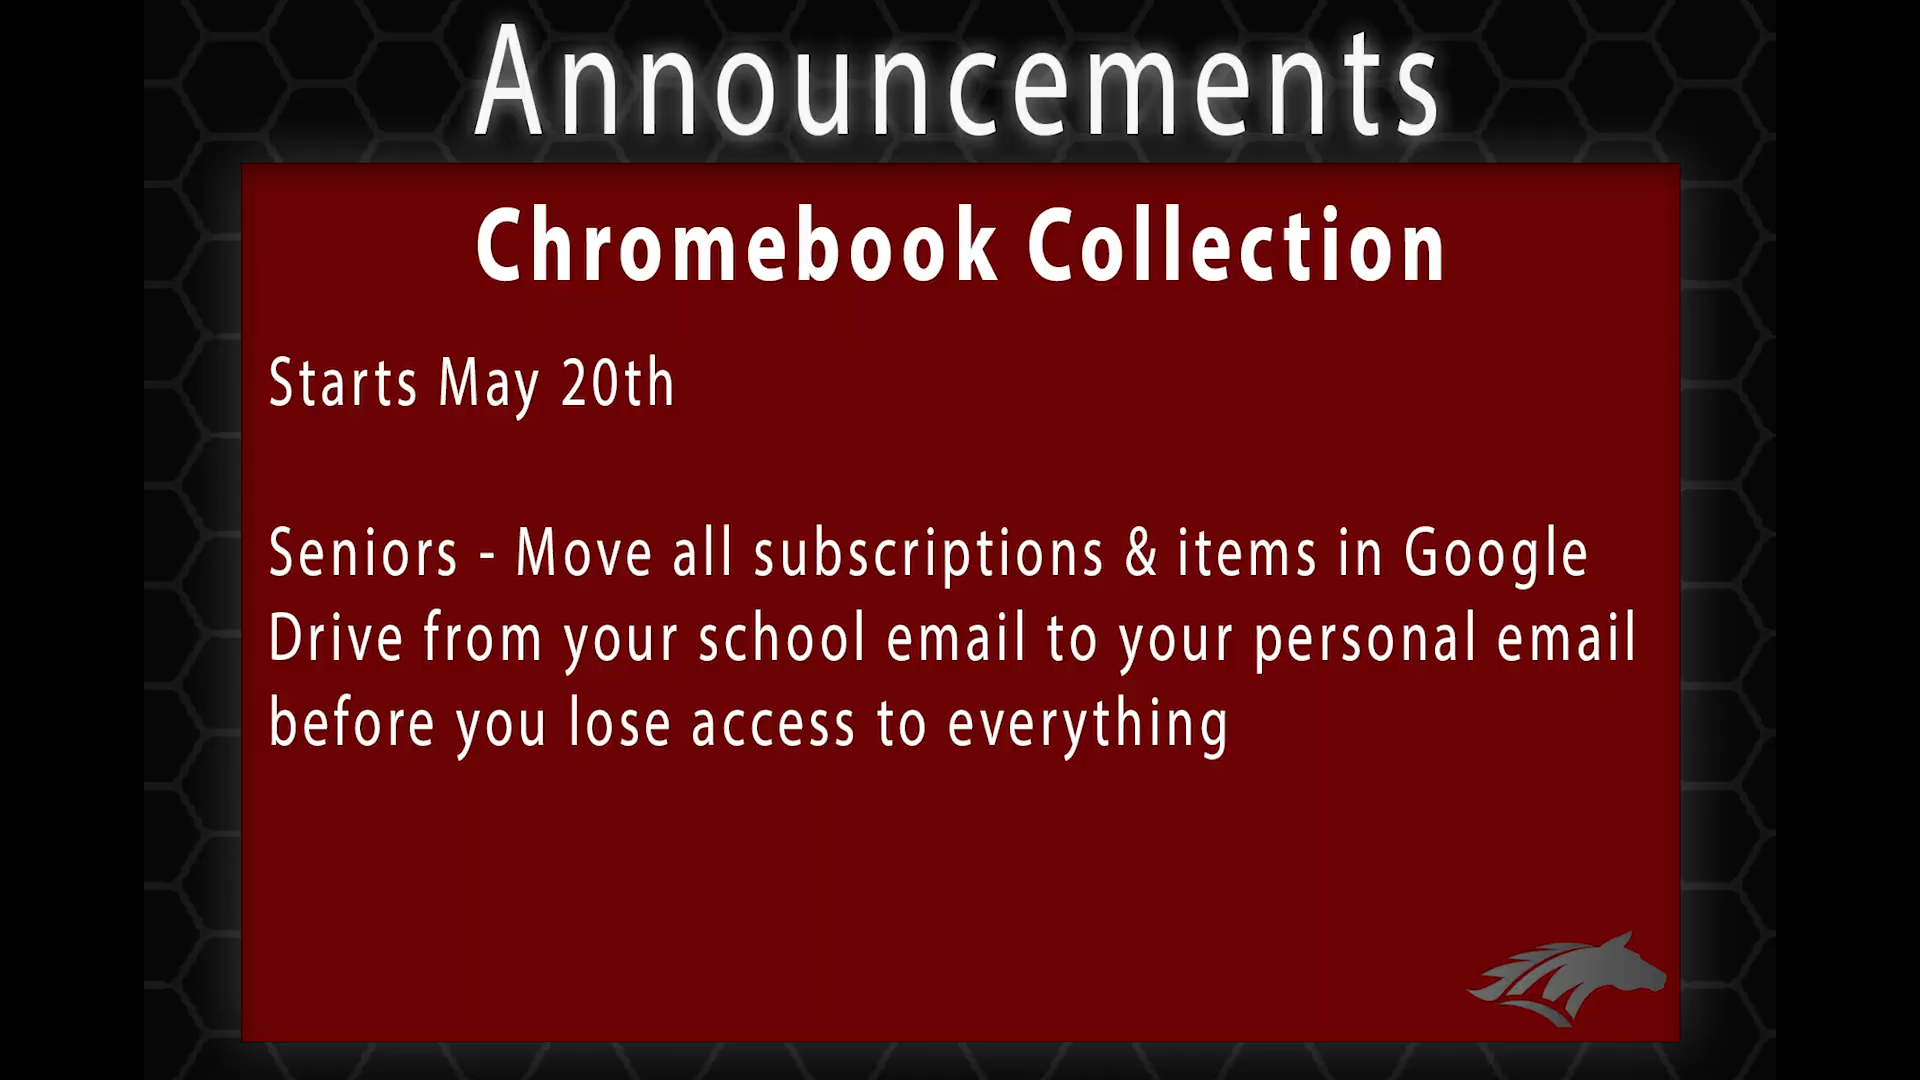 Announcements
Chromebook Collection
Starts May 20th
Seniors - Move all subscriptions & items in Google
Drive from your school email to your personal email
before you lose access to everything